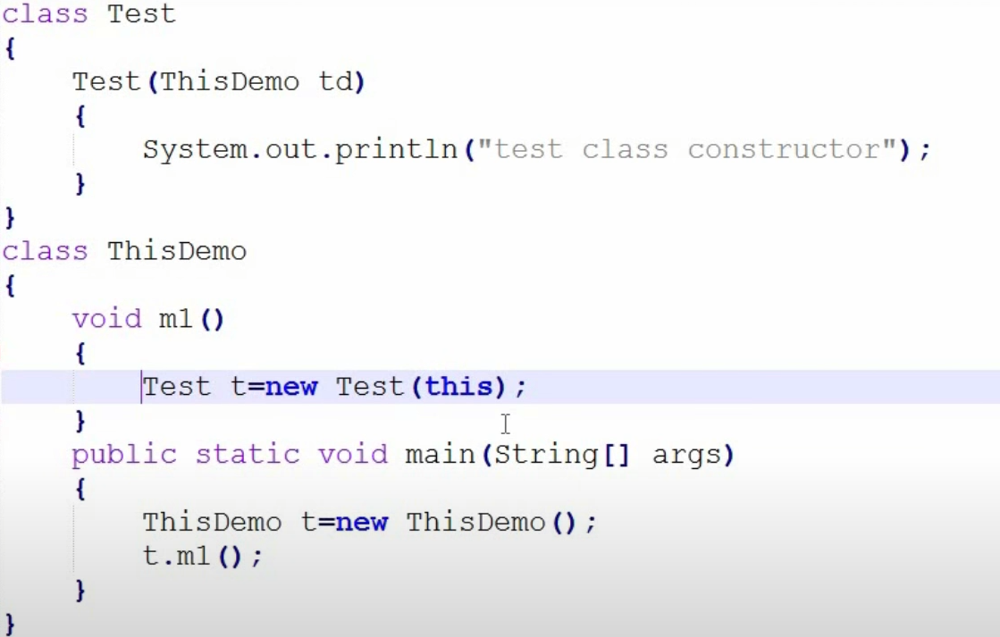 class Test
{
    Test(ThisDemo td)
    {
        System.out.println("test class constructor");
    }
}
class ThisDemo
{
    void m1()
    {
        Test t=new Test(this);
    }
    public static void main(String[] args)
    {
        ThisDemo t=new ThisDemo();
        t.m1();
    }
}